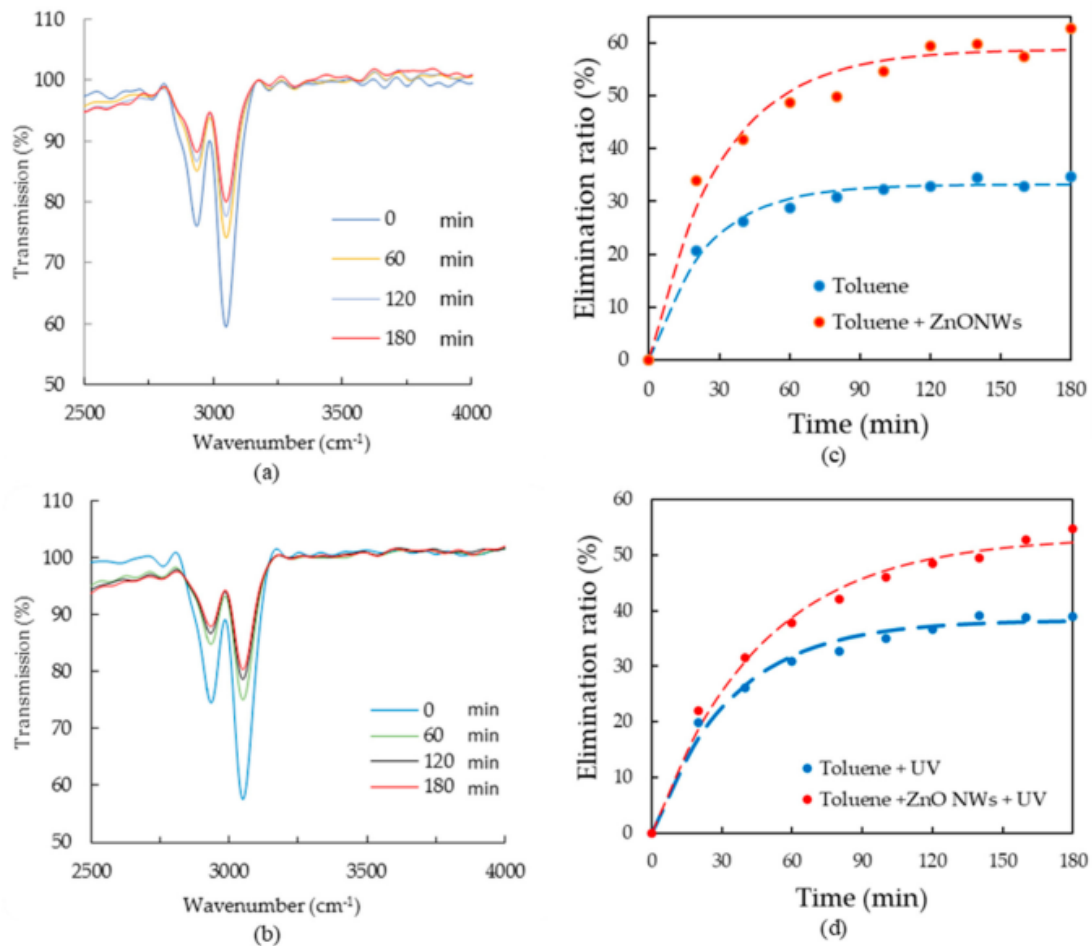 110
100
90
80
70
60
50
Transmission (%)
0 min
60 min
120 min
180 min
2500 3000 3500 4000
Wavenumber (cm-1)
(a)
60
50
40
30
20
10
0
Elimination ratio (%)
Toluene
Toluene + ZnONWs
0 30 60 90 120 150 180
Time (min)
(c)
110
100
90
80
70
60
50
Transmission (%)
0 min
60 min
120 min
180 min
2500 3000 3500 4000
Wavenumber (cm-1)
(b)
60
50
40
30
20
10
0
Elimination ratio (%)
Toluene + UV
Toluene +ZnO NWs + UV
0 30 60 90 120 150 180
Time (min)
(d)